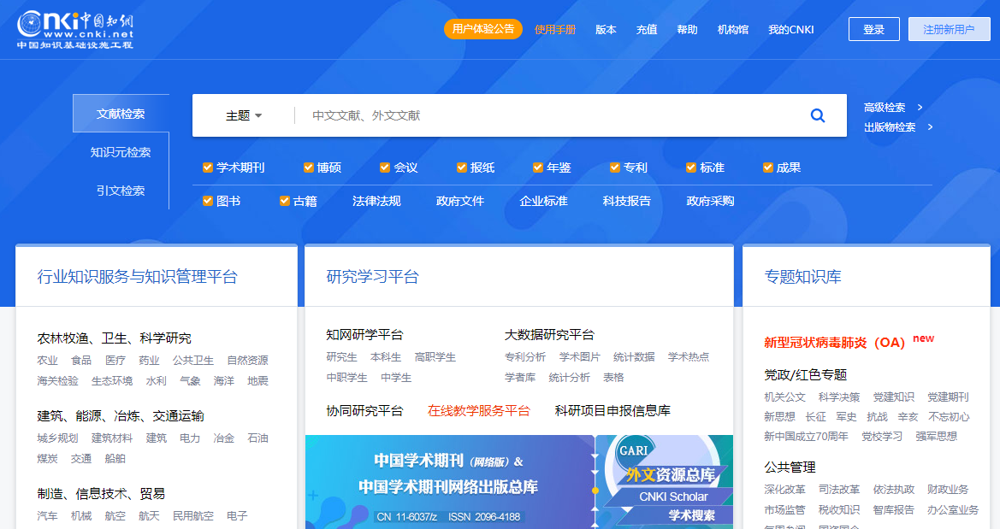 Cnki中国知网
www.cnki.net
中国知识基础设施工程
用户体验公告 使用手册 版本 充值 帮助 机构馆 我的CNKI 登录 注册新用户
文献检索
知识元检索
引文检索
主题 中文文献、外文文献
高级检索 >
出版物检索 >
学术期刊 博硕 会议 报纸 年鉴 专利 标准 成果
图书 古籍 法律法规 政府文件 企业标准 科技报告 政府采购
行业知识服务与知识管理平台
农林牧渔、卫生、科学研究
农业 食品 医疗 药业 公共卫生 自然资源
海关检验 生态环境 水利 气象 海洋 地震
建筑、能源、冶炼、交通运输
城乡规划 建筑材料 建筑 电力 冶金 石油
煤炭 交通 船舶
制造、信息技术、贸易
汽车 机械 航空 航天 民用航空 电子
研究学习平台
知网研学平台
研究生 本科生 高职学生
中职学生 中学生
大数据研究平台
专利分析 学术图片 统计数据 学术热点
学者库 统计分析 表格
协同研究平台 在线教学服务平台 科研项目申报信息库
中国学术期刊（网络版）&
中国学术期刊网络出版总库
CN 11-6037/z ISSN 2096-4188
GARI
外文资源总库
CNKI Scholar
学术搜索
专题知识库
新型冠状病毒肺炎（OA）new
党政/红色专题
机关公文 科学决策 党建知识 党建期刊
新思想 长征 军史 抗战 辛亥 不忘初心
新中国成立70周年 党校学习 强军思想
公共管理
深化改革 司法改革 依法执政 财政业务
市场监管 税收知识 智库报告 办公室业务